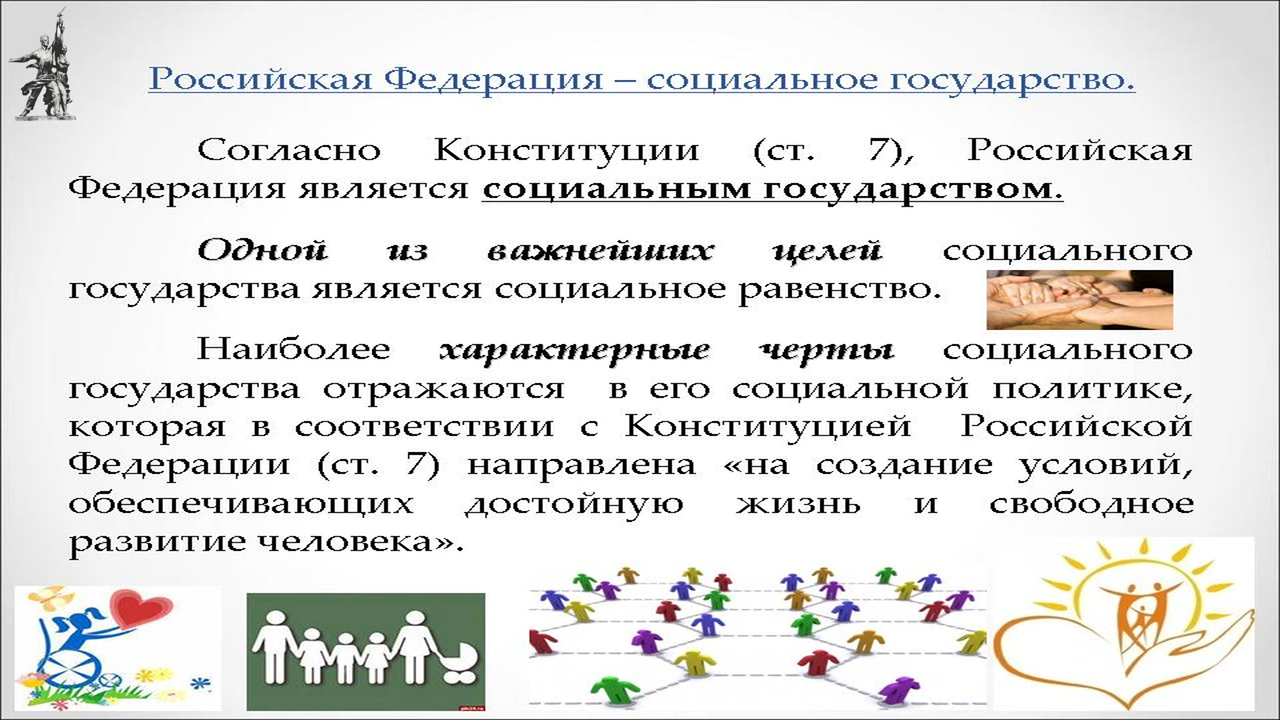 Российская Федерация – социальное государство.
Согласно Конституции (ст. 7), Российская
Федерация является социальным государством.
Одной из важнейших целей социального
государства является социальное равенство.
Наиболее характерные черты социального
государства отражаются в его социальной политике,
которая в соответствии с Конституцией Российской
Федерации (ст. 7) направлена «на создание условий,
обеспечивающих достойную жизнь и свободное
развитие человека».